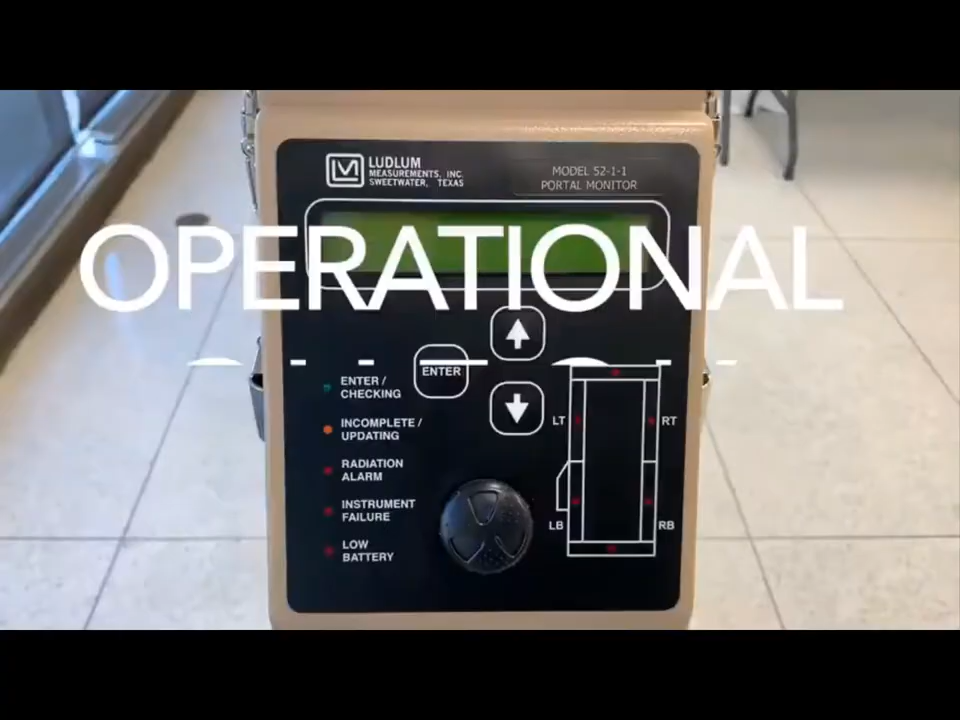 LUDLUM
MEASUREMENTS, INC.
SWEETWATER, TEXAS
MODEL 52-1-1
PORTAL MONITOR
OPERATIONAL
ENTER
ENTER /
CHECKING
INCOMPLETE /
UPDATING
RADIATION
ALARM
INSTRUMENT
FAILURE
LOW
BATTERY
LT
RT
LB
RB